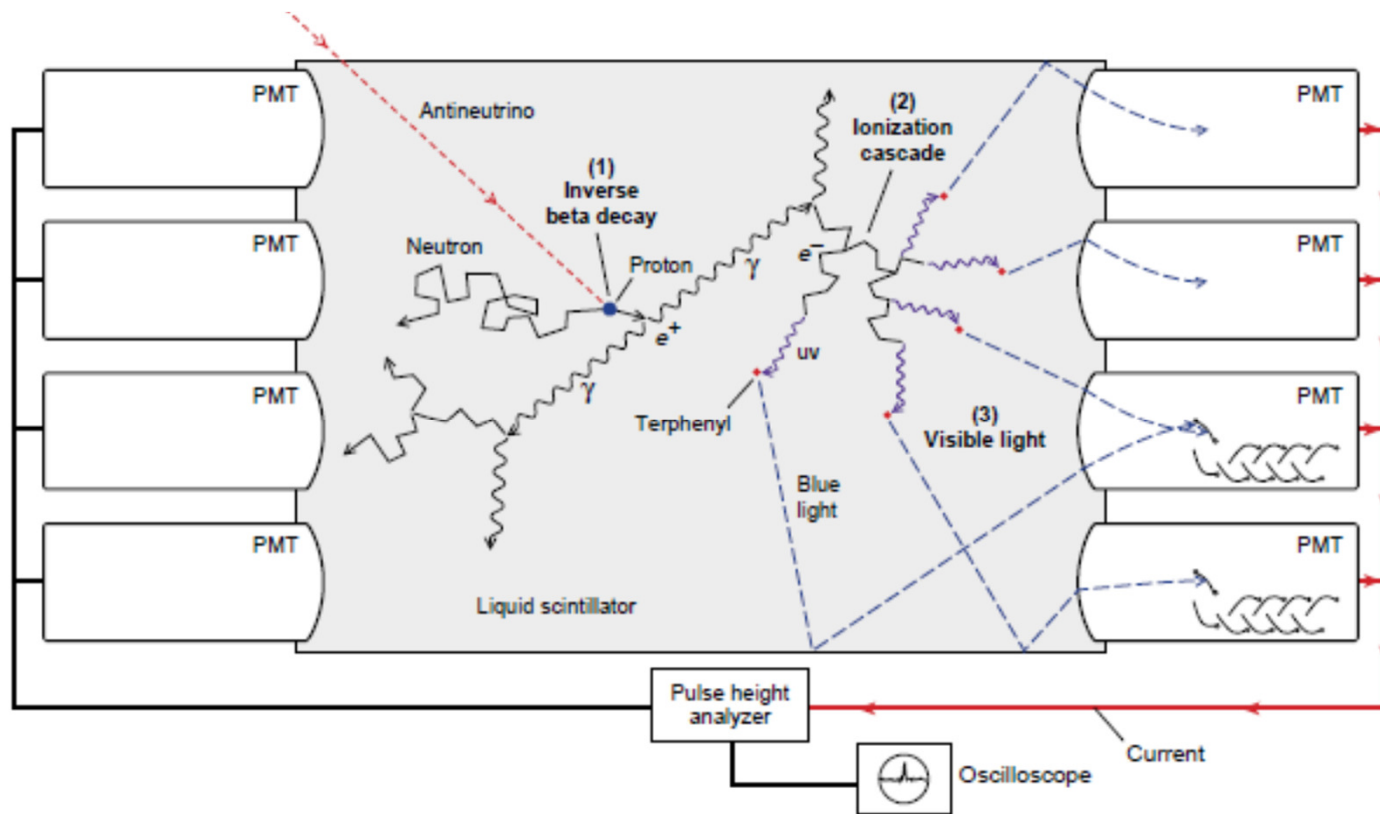 PMT
PMT
Antineutrino
(2)
Ionization
cascade
(1)
Inverse
beta decay
PMT
PMT
Neutron
Proton
γ
e–
e+
γ
uv
PMT
PMT
Terphenyl
(3)
Visible light
Blue
light
PMT
PMT
Liquid scintillator
Pulse height
analyzer
Current
Oscilloscope